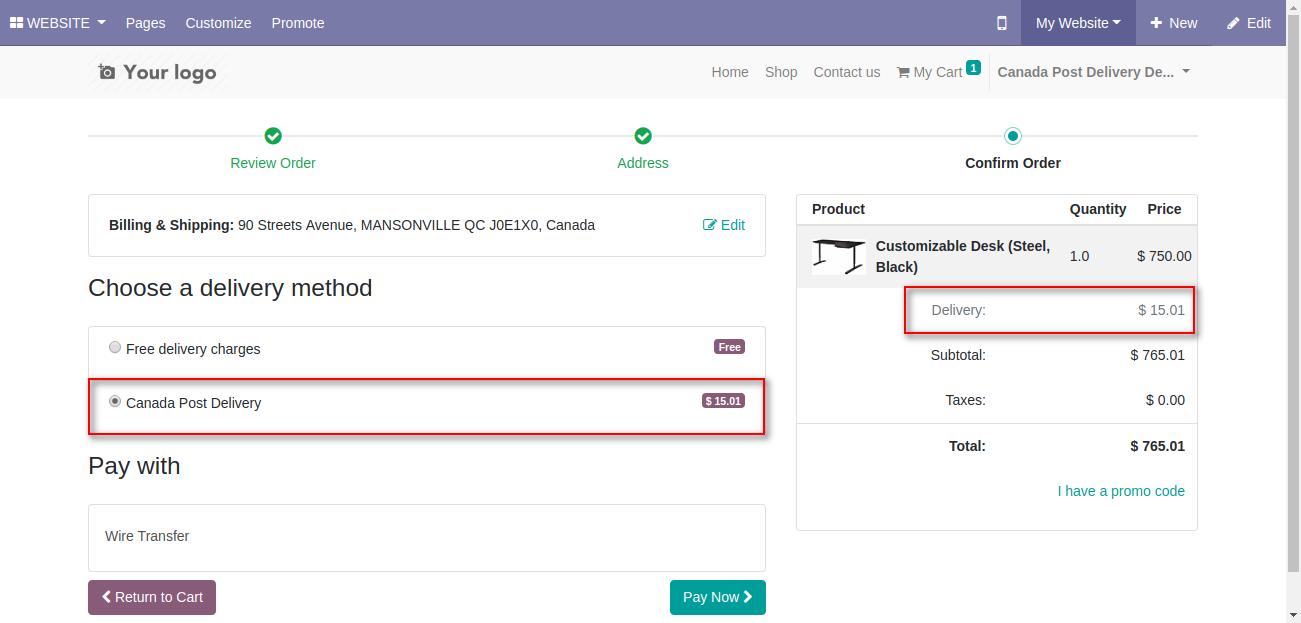 WEBSITE Pages Customize Promote My Website New Edit
Your logo Home Shop Contact us My Cart 1 Canada Post Delivery De...
Review Order Address Confirm Order
Billing & Shipping: 90 Streets Avenue, MANSONVILLE QC J0E1X0, Canada Edit
Choose a delivery method
Free delivery charges Free
Canada Post Delivery $ 15.01
Pay with
Wire Transfer
Return to Cart Pay Now
Product Quantity Price
Customizable Desk (Steel,
Black) 1.0 $ 750.00
Delivery: $ 15.01
Subtotal: $ 765.01
Taxes: $ 0.00
Total: $ 765.01
I have a promo code